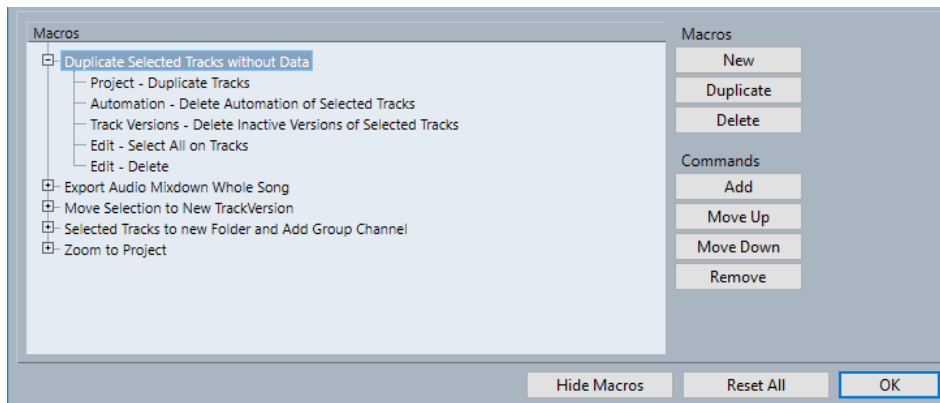 Macros
Duplicate Selected Tracks without Data
Project - Duplicate Tracks
Automation - Delete Automation of Selected Tracks
Track Versions - Delete Inactive Versions of Selected Tracks
Edit - Select All on Tracks
Edit - Delete
Export Audio Mixdown Whole Song
Move Selection to New TrackVersion
Selected Tracks to new Folder and Add Group Channel
Zoom to Project
Macros
New
Duplicate
Delete
Commands
Add
Move Up
Move Down
Remove
Hide Macros
Reset All
OK